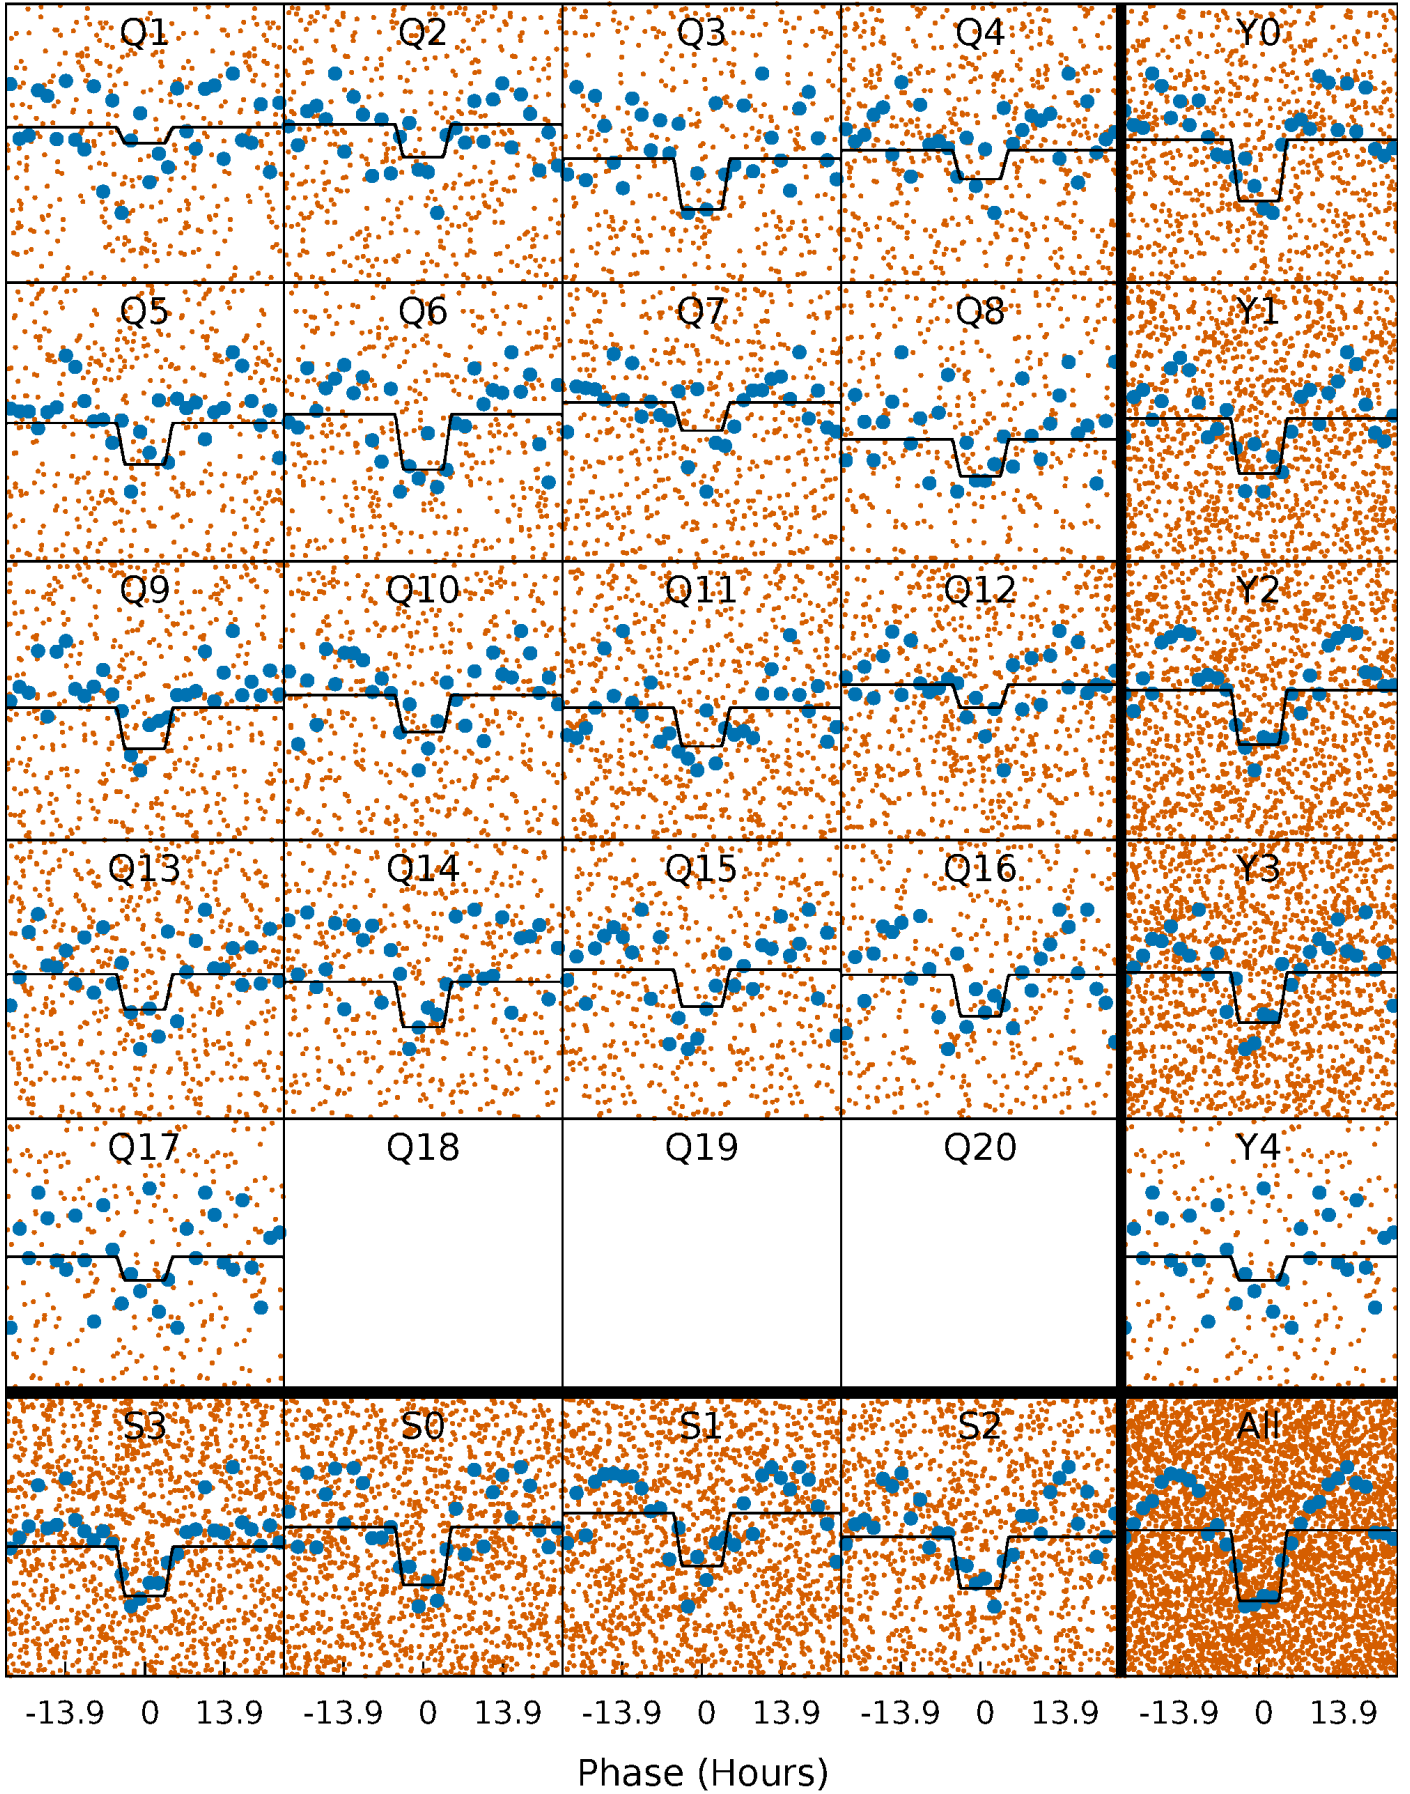 Q1 Q2 Q3 Q4 Y0
Q5 Q6 Q7 Q8 Y1
Q9 Q10 Q11 Q12 Y2
Q13 Q14 Q15 Q16 Y3
Q17 Q18 Q19 Q20 Y4
S3 S0 S1 S2 All
-13.9 0 13.9 -13.9 0 13.9 -13.9 0 13.9 -13.9 0 13.9 -13.9 0 13.9
Phase (Hours)